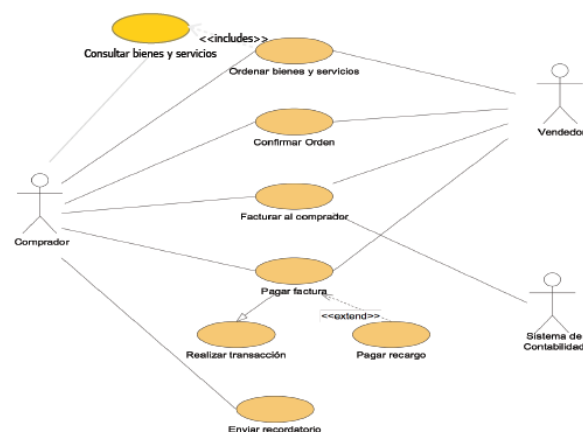 <<includes>>
Consultar bienes y servicios
Ordenar bienes y servicios
Confirmar Orden
Vendedor
Facturar al comprador
Comprador
Pagar factura
<<extend>>
Realizar transacción
Pagar recargo
Sistema de
Contabilidad
Enviar recordatorio